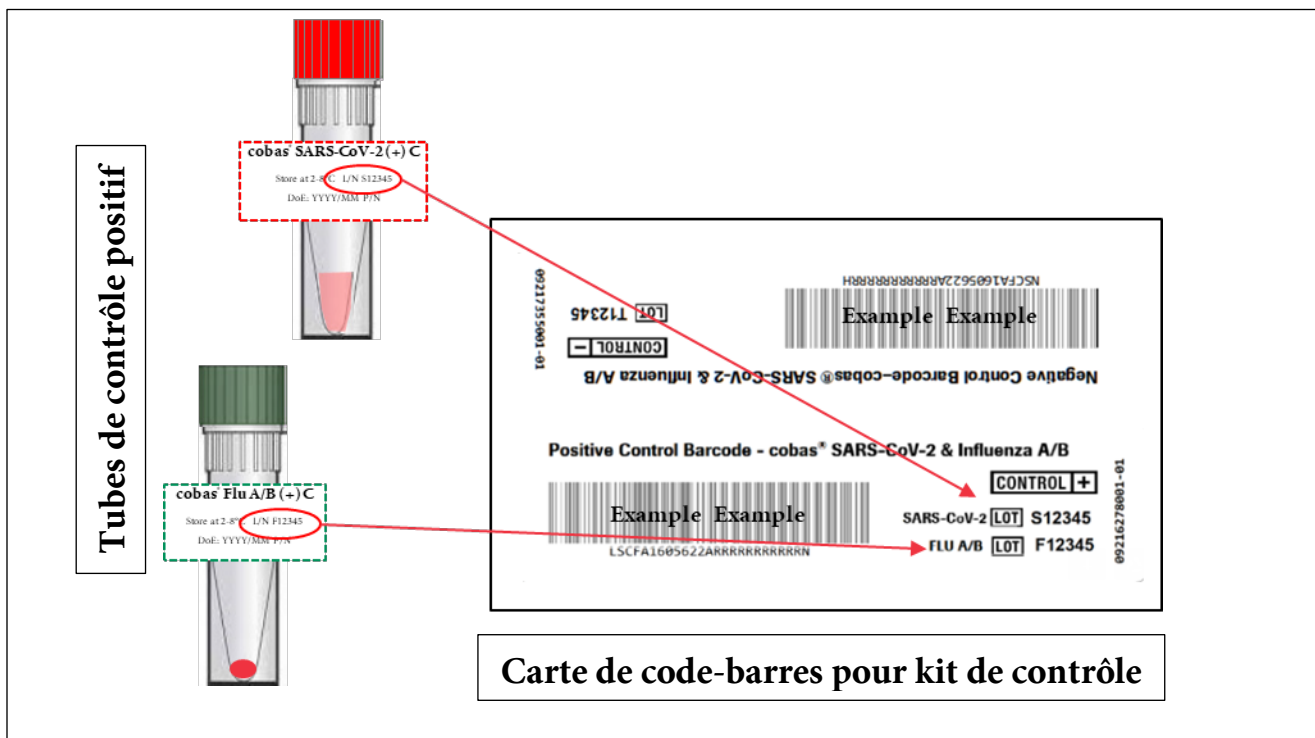 Tubes de contrôle positif
cobas® SARS-CoV-2 (+) C
Store at 2-8°C L/N S12345
DoE: YYYY/MM P/N
cobas® Flu A/B (+) C
Store at 2-8°C L/N F12345
DoE: YYYY/MM P/N
NSCFA1605622ARRRRRRRRRRRH
Example Example
09217355001-01
LOT T12345
CONTROL -
Negative Control Barcode-cobas® SARS-CoV-2 & Influenza A/B
Positive Control Barcode - cobas® SARS-CoV-2 & Influenza A/B
CONTROL +
Example Example
SARS-CoV-2 LOT S12345
FLU A/B LOT F12345
LSCFA1605622ARRRRRRRRRRRN
09216278001-01
Carte de code-barres pour kit de contrôle